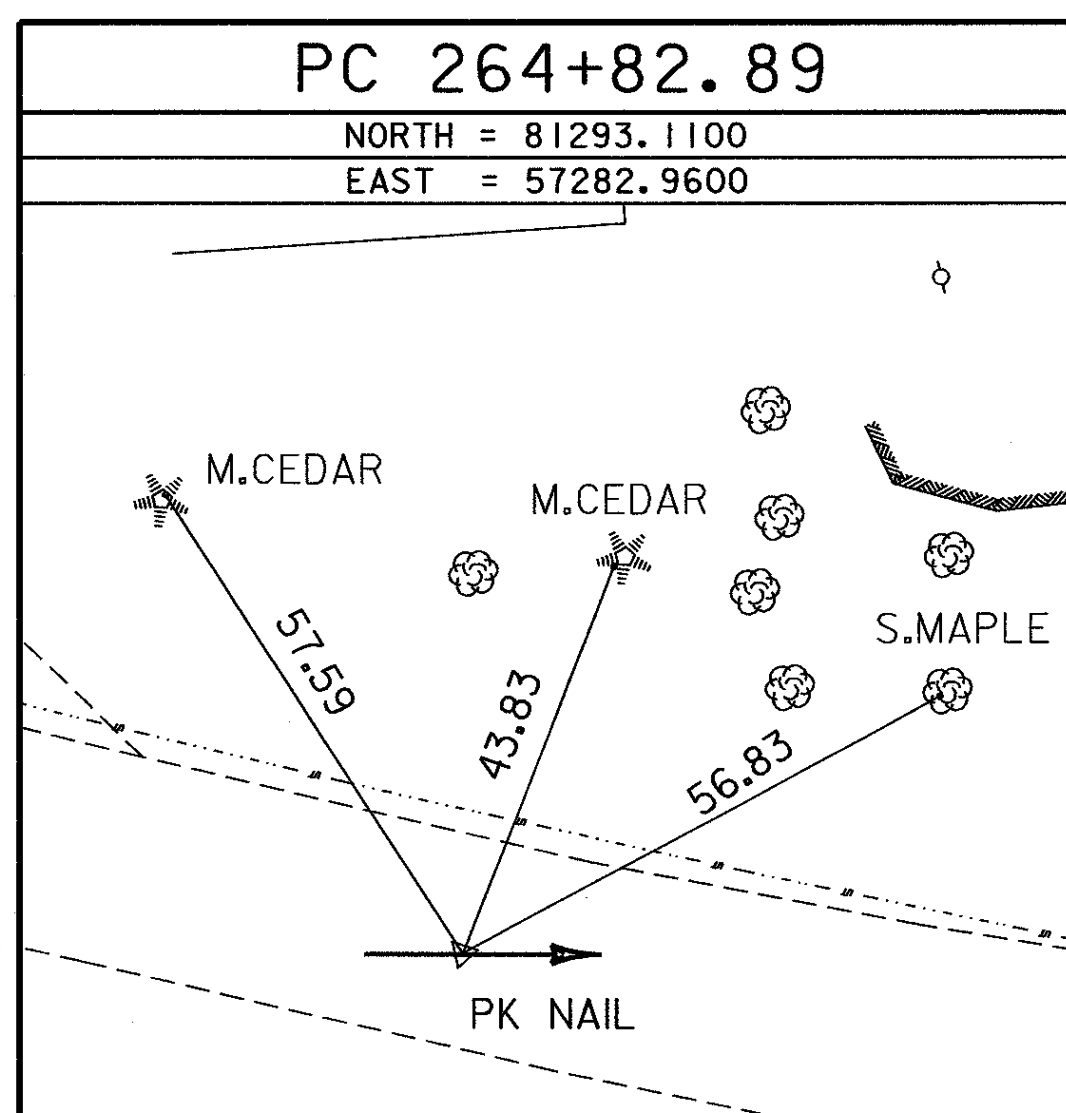 PC 264+82.89
NORTH = 81293.1100
EAST = 57282.9600
M.CEDAR
M.CEDAR
S.MAPLE
57.59
43.83
56.83
PK NAIL